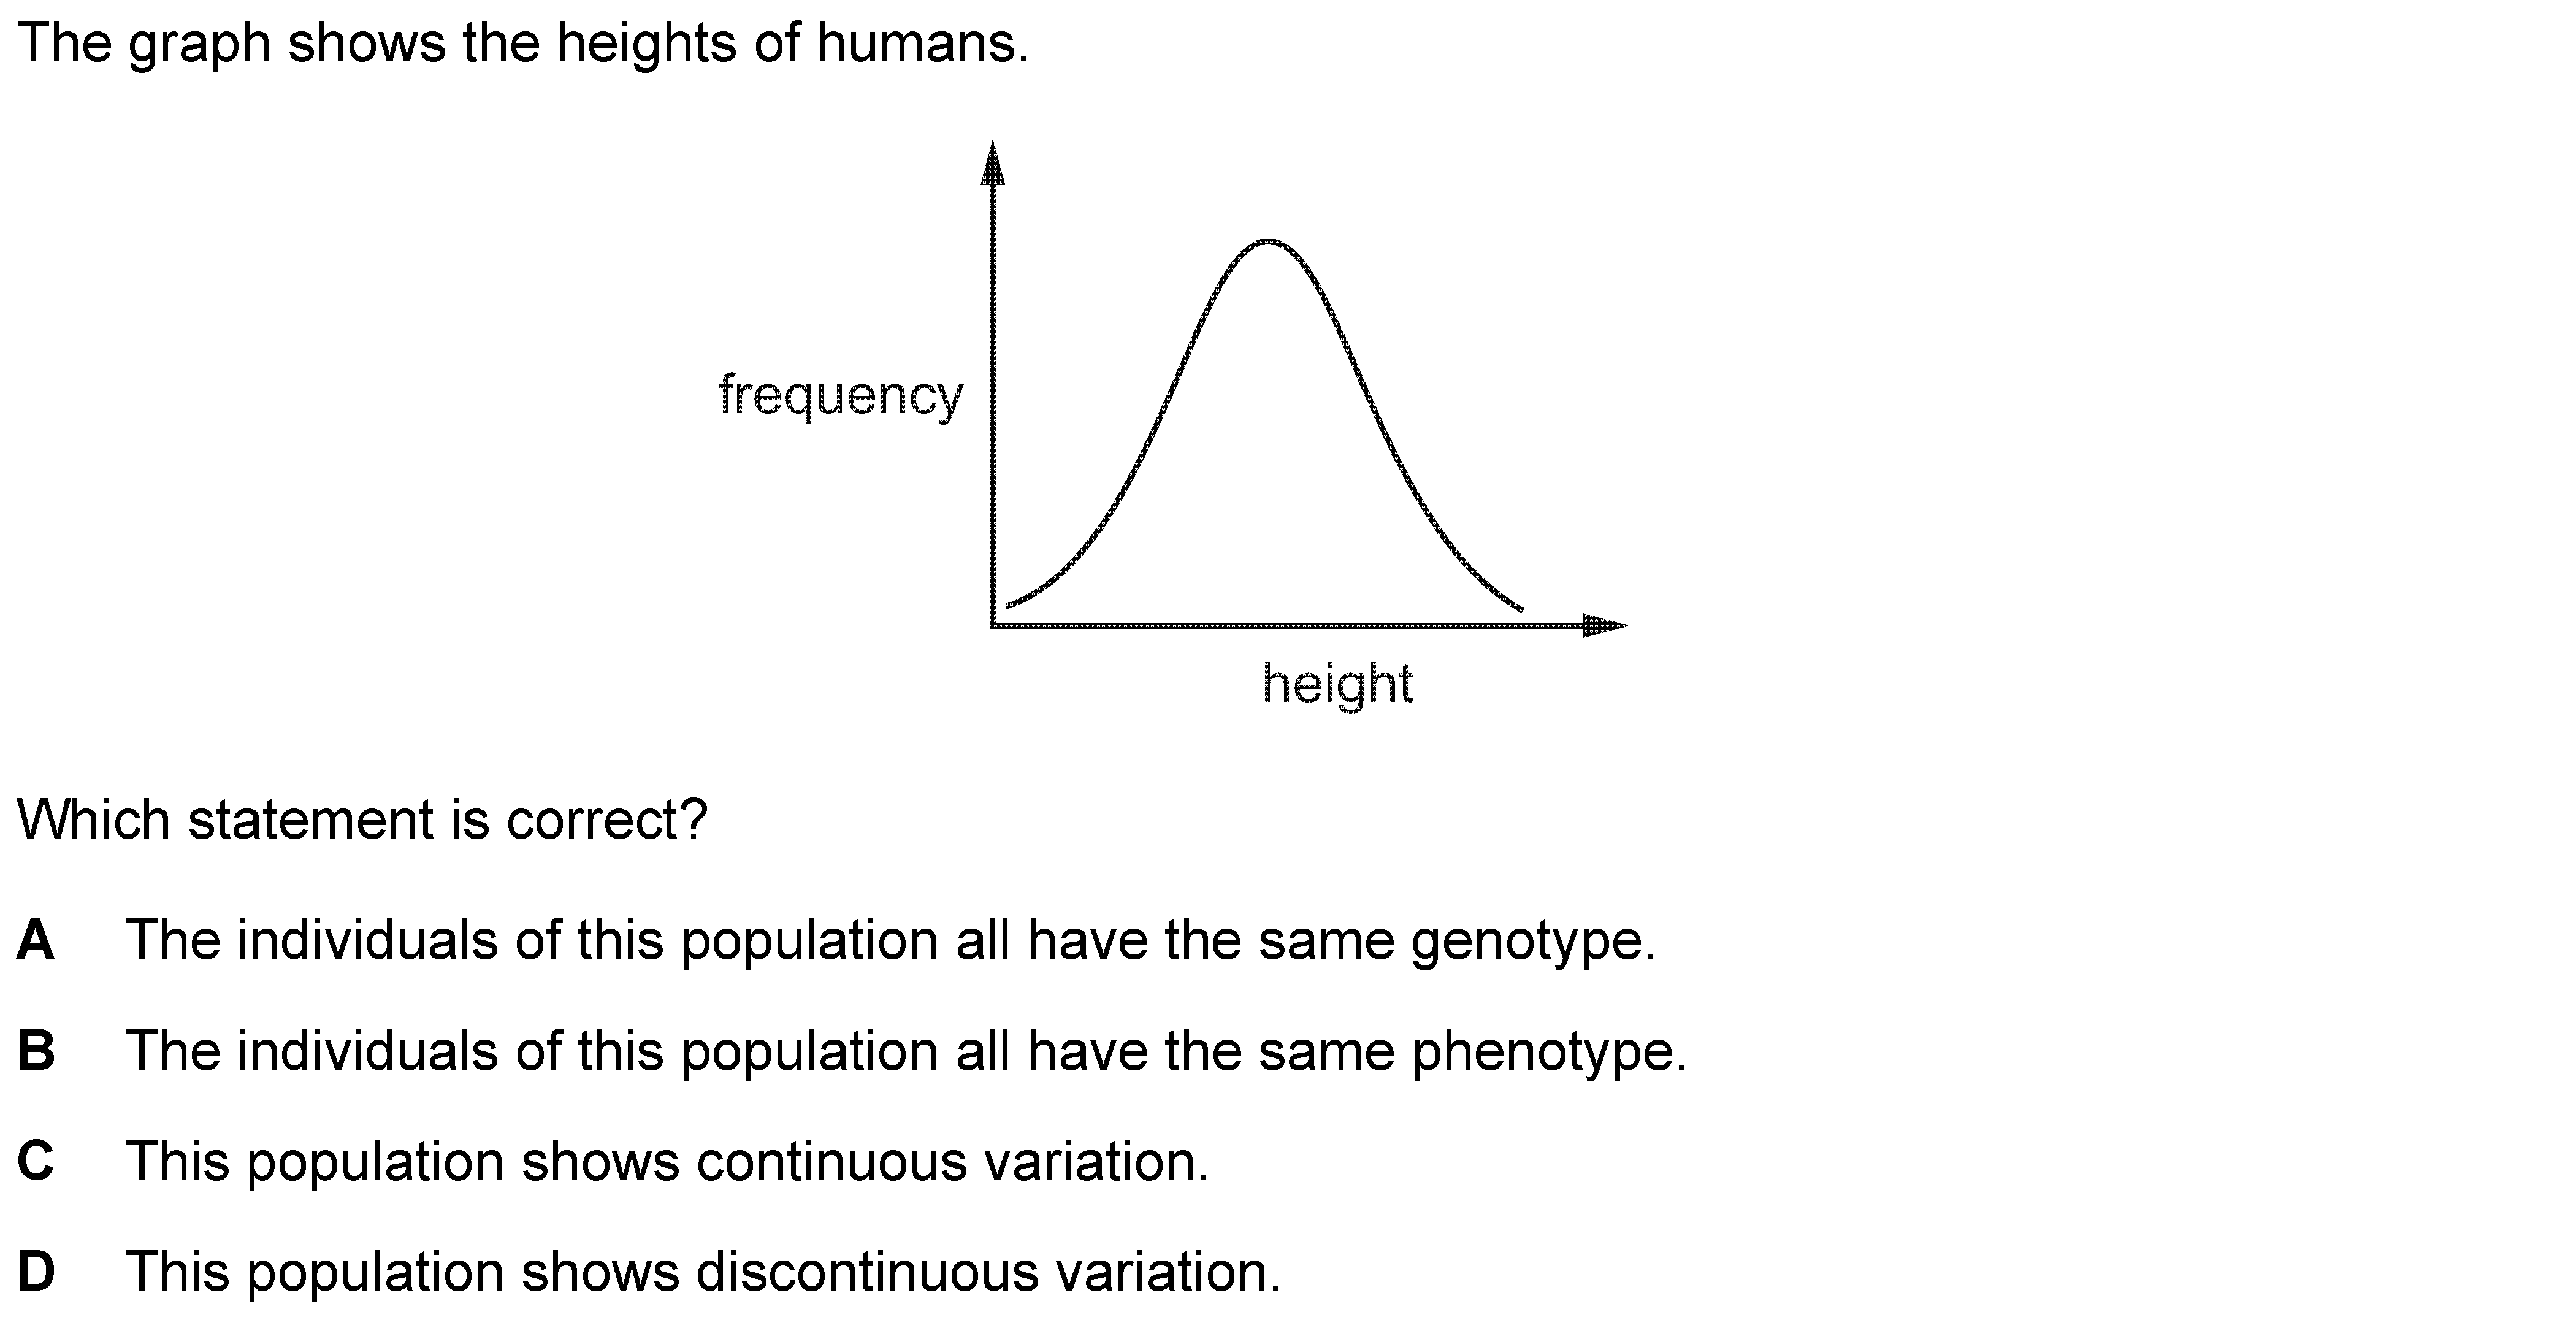 The graph shows the heights of humans.
frequency
height
Which statement is correct?
A The individuals of this population all have the same genotype.
B The individuals of this population all have the same phenotype.
C This population shows continuous variation.
D This population shows discontinuous variation.